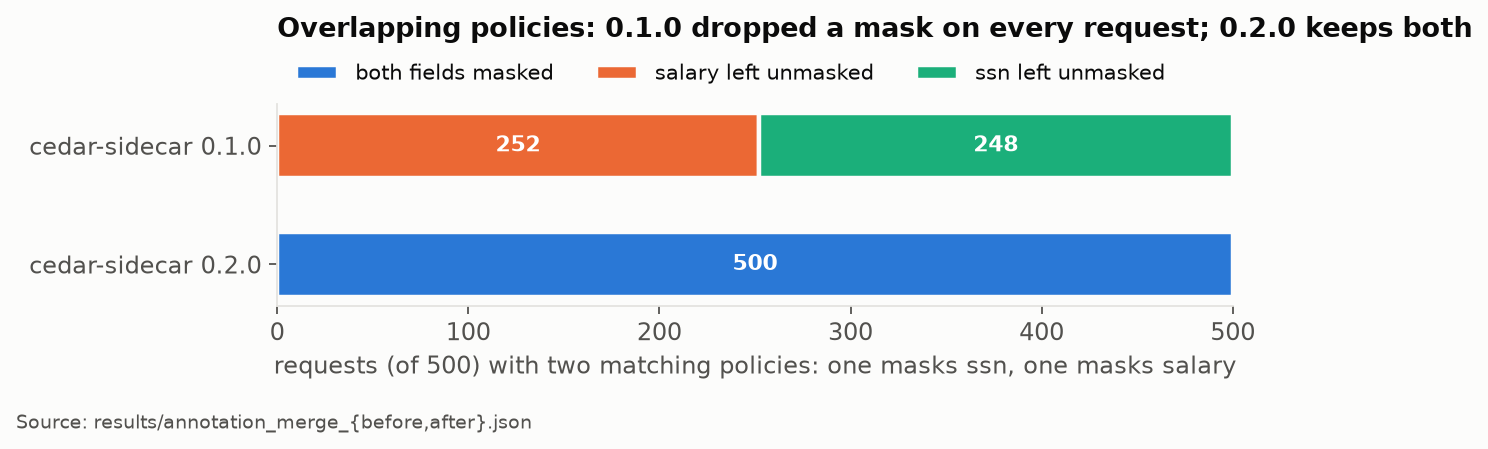 Overlapping policies: 0.1.0 dropped a mask on every request; 0.2.0 keeps both
both fields masked
salary left unmasked
ssn left unmasked
cedar-sidecar 0.1.0
252
248
cedar-sidecar 0.2.0
500
0
100
200
300
400
500
requests (of 500) with two matching policies: one masks ssn, one masks salary
Source: results/annotation_merge_{before,after}.json